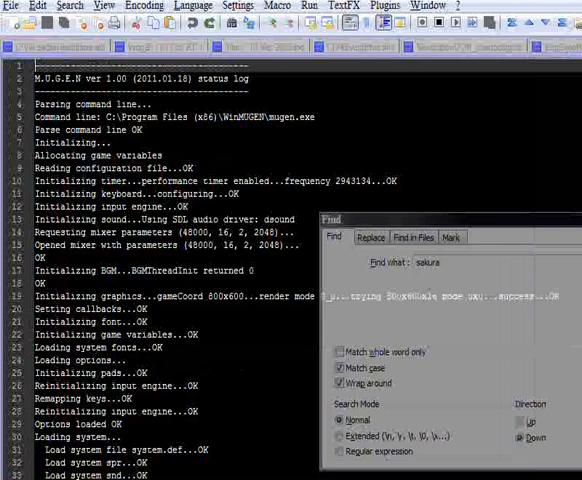 File Edit Search View Encoding Language Settings Macro Run TextFX Plugins Window ?
1
2 M.U.G.E.N ver 1.00 (2011.01.18) status log
3
4 Parsing command line...
5 Command line: C:\Program Files (x86)\WinMUGEN\mugen.exe
6 Parse command line OK
7 Initializing...
8 Allocating game variables
9 Reading configuration file...OK
10 Initializing timer...performance timer enabled...frequency 2943134...OK
11 Initializing keyboard...configuring...OK
12 Initializing input engine...OK
13 Initializing sound...Using SDL audio driver: dsound
14 Requesting mixer parameters (48000, 16, 2, 2048)...
15 Opened mixer with parameters (48000, 16, 2, 2048)...
16 OK
17 Initializing BGM...BGMThreadInit returned 0
18 OK
19 Initializing graphics...gameCoord 800x600...render mode trying mode success...OK
20 Setting callbacks...OK
21 Initializing font...OK
22 Initializing game variables...OK
23 Loading system fonts...OK
24 Loading options...
25 Initializing pads...OK
26 Reinitializing input engine...OK
27 Remapping keys...OK
28 Reinitializing input engine...OK
29 Options loaded OK
30 Loading system...
31 Load system file system.def...OK
32 Load system spr...OK
33 Load system snd...OK
Find
Find Replace Find in Files Mark
Find what : sakura
Match whole word only
Match case
Wrap around
Search Mode
Normal
Extended (\n, \r, \t, \0, \x...)
Regular expression
Direction
Up
Down